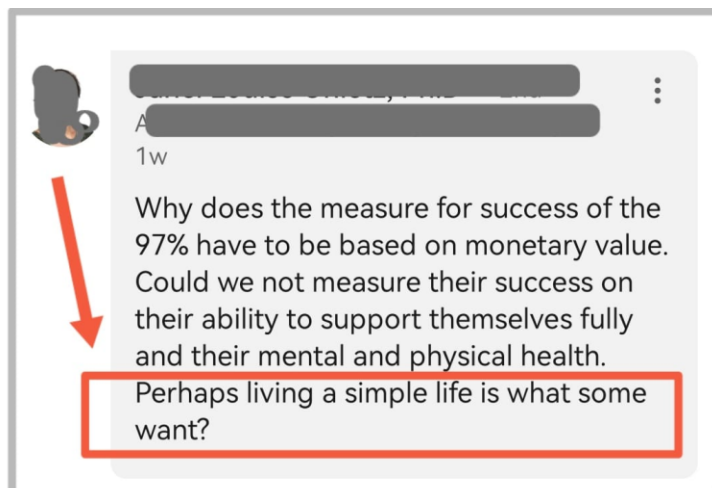 1w
Why does the measure for success of the
97% have to be based on monetary value.
Could we not measure their success on
their ability to support themselves fully
and their mental and physical health.
Perhaps living a simple life is what some
want?